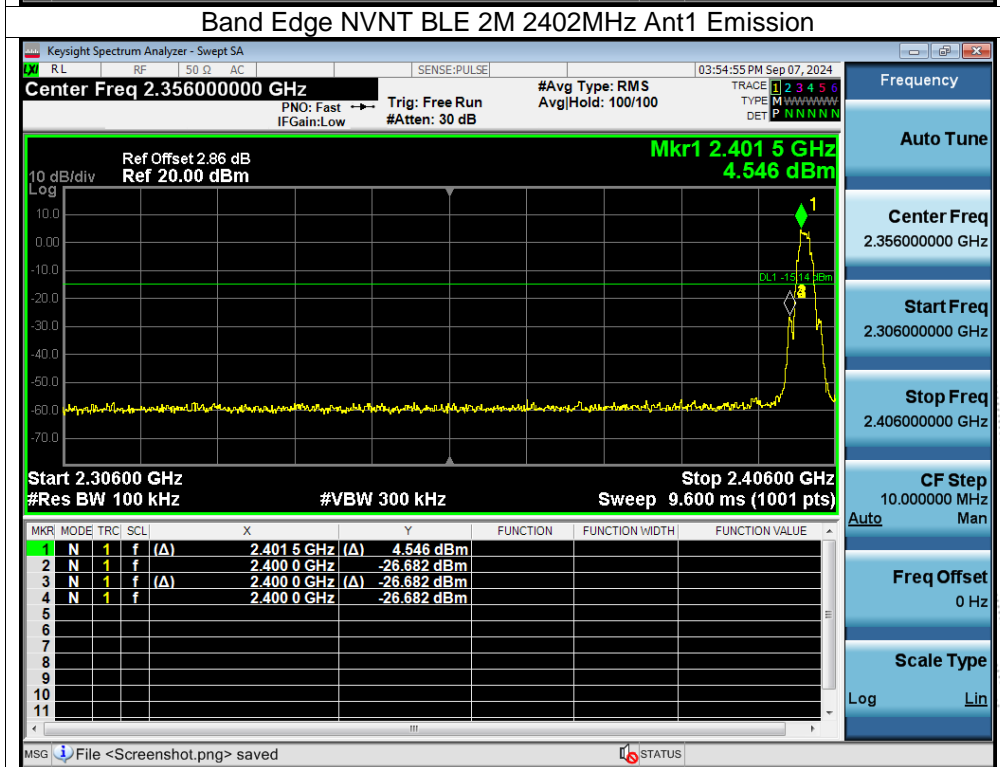 Band Edge NVNT BLE 2M 2402MHz Ant1 Emission
Keysight Spectrum Analyzer - Swept SA
LXI RL RF 50 Ω AC SENSE:PULSE 03:54:55 PM Sep 07, 2024
Center Freq 2.356000000 GHz #Avg Type: RMS TRACE 1 2 3 4 5 6
PNO: Fast Trig: Free Run Avg|Hold: 100/100 TYPE M WWWWW
IFGain:Low #Atten: 30 dB DET P N N N N N
Mkr1 2.401 5 GHz
4.546 dBm
Ref Offset 2.86 dB
10 dB/div Ref 20.00 dBm
Log
1
10.0
0.00
-10.0
DL1 -15.14 dBm
-20.0
-30.0
-40.0
-50.0
-60.0
-70.0
Start 2.30600 GHz Stop 2.40600 GHz
#Res BW 100 kHz #VBW 300 kHz Sweep 9.600 ms (1001 pts)
MKR MODE TRC SCL X Y FUNCTION FUNCTION WIDTH FUNCTION VALUE
1 N 1 f (Δ) 2.401 5 GHz (Δ) 4.546 dBm
2 N 1 f 2.400 0 GHz -26.682 dBm
3 N 1 f (Δ) 2.400 0 GHz (Δ) -26.682 dBm
4 N 1 f 2.400 0 GHz -26.682 dBm
5
6
7
8
9
10
11
MSG File <Screenshot.png> saved STATUS
Frequency
Auto Tune
Center Freq
2.356000000 GHz
Start Freq
2.306000000 GHz
Stop Freq
2.406000000 GHz
CF Step
10.000000 MHz
Auto Man
Freq Offset
0 Hz
Scale Type
Log Lin